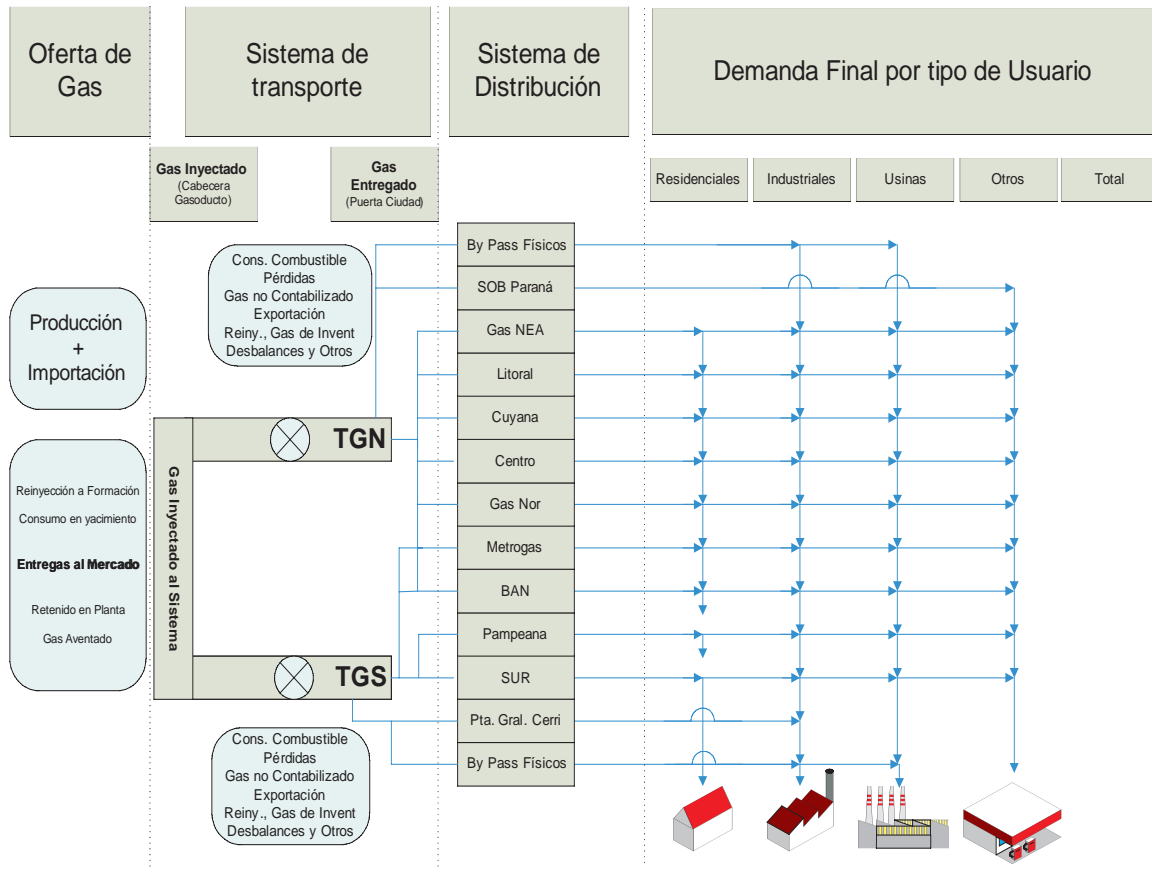 Oferta de
Gas
Sistema de
transporte
Sistema de
Distribución
Demanda Final por tipo de Usuario
Gas Inyectado
(Cabecera
Gasoducto)
Gas
Entregado
(Puerta Ciudad)
Residenciales
Industriales
Usinas
Otros
Total
Producción
+
Importación
Reinyección a Formación
Consumo en yacimiento
Entregas al Mercado
Retenido en Planta
Gas Aventado
Cons. Combustible
Pérdidas
Gas no Contabilizado
Exportación
Reiny., Gas de Invent
Desbalances y Otros
Gas Inyectado al Sistema
TGN
TGS
Cons. Combustible
Pérdidas
Gas no Contabilizado
Exportación
Reiny., Gas de Invent
Desbalances y Otros
By Pass Físicos
SOB Paraná
Gas NEA
Litoral
Cuyana
Centro
Gas Nor
Metrogas
BAN
Pampeana
SUR
Pta. Gral. Cerri
By Pass Físicos